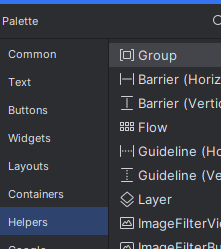 Palette
Common
Text
Buttons
Widgets
Layouts
Containers
Helpers
Group
Barrier (Horiz
Barrier (Vertic
Flow
Guideline (Ho
Guideline (Ve
Layer
ImageFilterVi